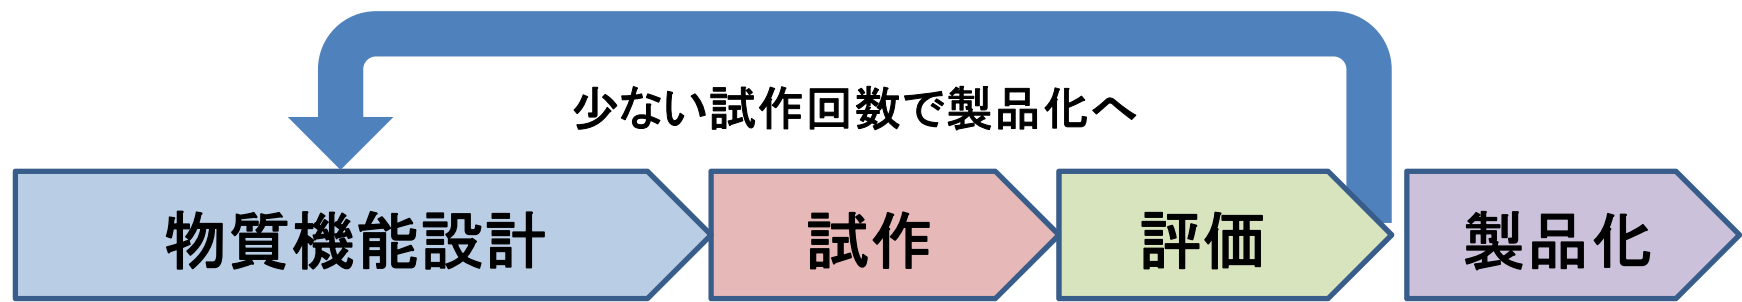 少ない試作回数で製品化へ
物質機能設計
試作
評価
製品化